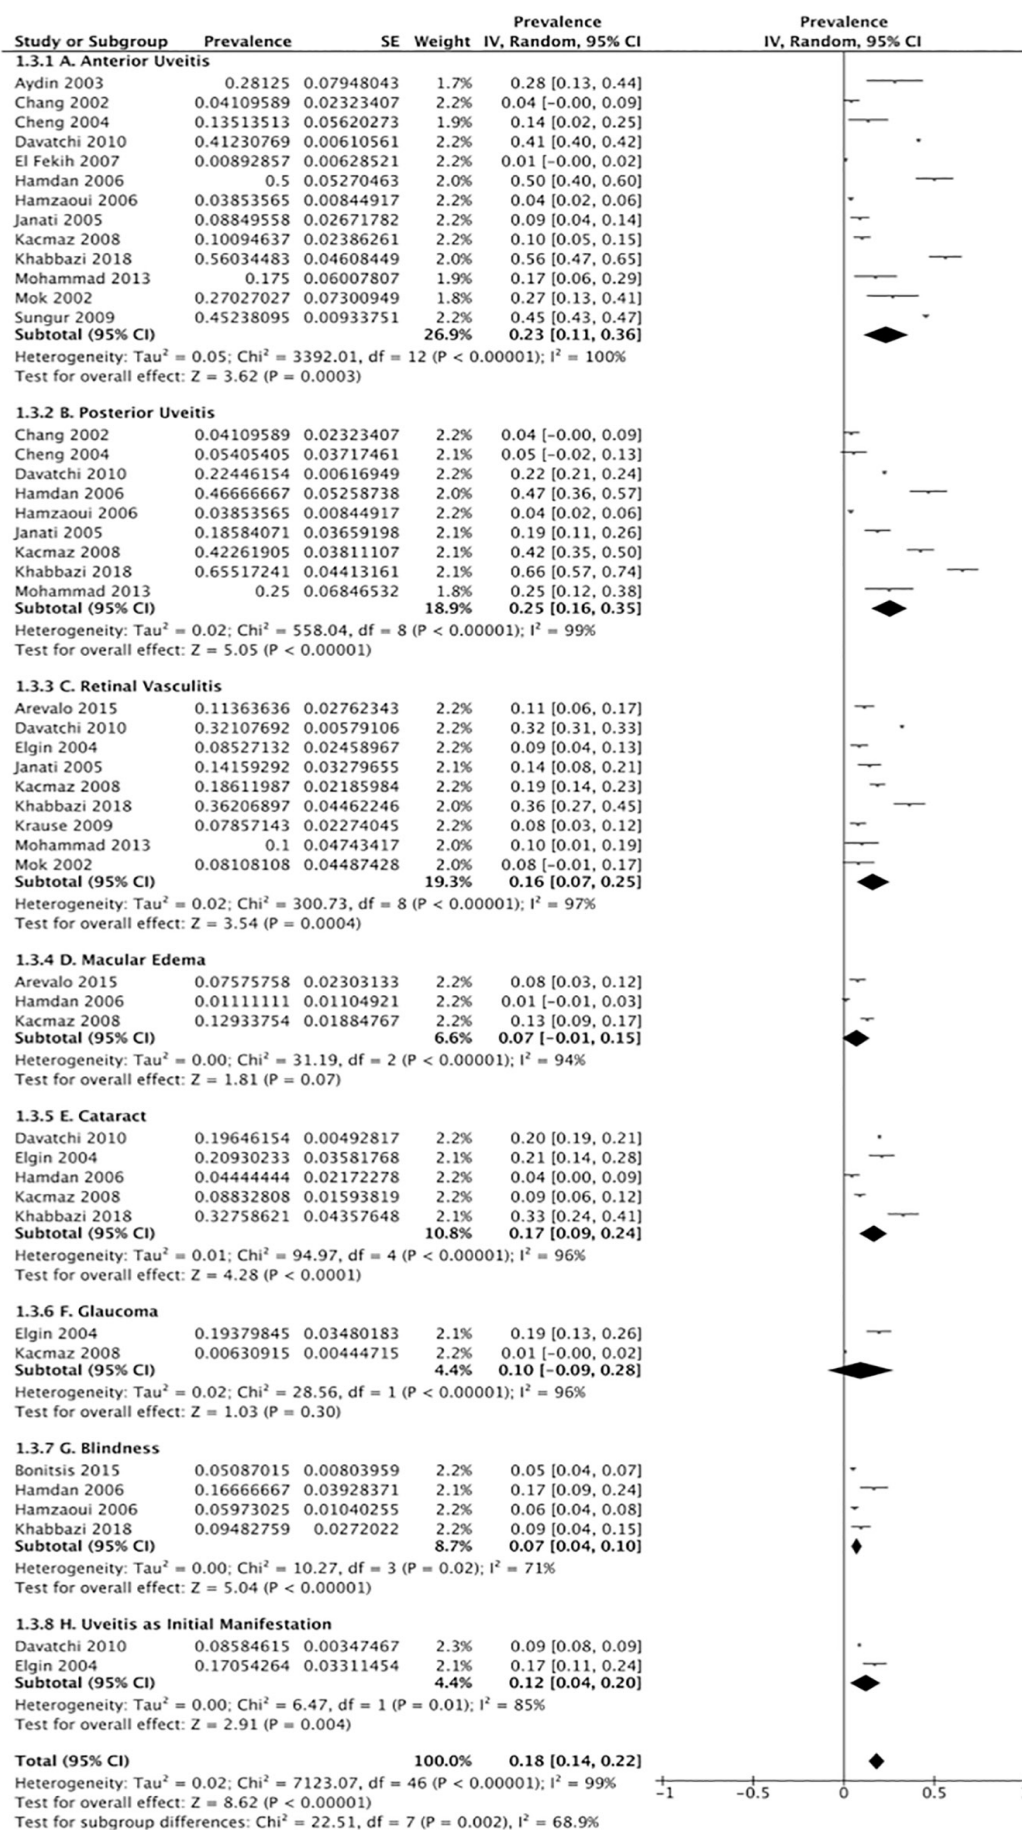 Prevalence Prevalence
Study or Subgroup Prevalence SE Weight IV, Random, 95% CI IV, Random, 95% CI
1.3.1 A. Anterior Uveitis
Aydin 2003 0.28125 0.07948043 1.7% 0.28 [0.13, 0.44]
Chang 2002 0.04109589 0.02323407 2.2% 0.04 [-0.00, 0.09]
Cheng 2004 0.13513513 0.05620273 1.9% 0.14 [0.02, 0.25]
Davatchi 2010 0.41230769 0.00610561 2.2% 0.41 [0.40, 0.42]
El Fekih 2007 0.00892857 0.00628521 2.2% 0.01 [-0.00, 0.02]
Hamdan 2006 0.5 0.05270463 2.0% 0.50 [0.40, 0.60]
Hamzaoui 2006 0.03853565 0.00844917 2.2% 0.04 [0.02, 0.06]
Janati 2005 0.08849558 0.02671782 2.2% 0.09 [0.04, 0.14]
Kacmaz 2008 0.10094637 0.02386261 2.2% 0.10 [0.05, 0.15]
Khabbazi 2018 0.56034483 0.04608449 2.0% 0.56 [0.47, 0.65]
Mohammad 2013 0.175 0.06007807 1.9% 0.17 [0.06, 0.29]
Mok 2002 0.27027027 0.07300949 1.8% 0.27 [0.13, 0.41]
Sungur 2009 0.45238095 0.00933751 2.2% 0.45 [0.43, 0.47]
Subtotal (95% CI) 26.9% 0.23 [0.11, 0.36]
Heterogeneity: Tau² = 0.05; Chi² = 3392.01, df = 12 (P < 0.00001); I² = 100%
Test for overall effect: Z = 3.62 (P = 0.0003)
1.3.2 B. Posterior Uveitis
Chang 2002 0.04109589 0.02323407 2.2% 0.04 [-0.00, 0.09]
Cheng 2004 0.05405405 0.03717461 2.1% 0.05 [-0.02, 0.13]
Davatchi 2010 0.22446154 0.00616949 2.2% 0.22 [0.21, 0.24]
Hamdan 2006 0.46666667 0.05258738 2.0% 0.47 [0.36, 0.57]
Hamzaoui 2006 0.03853565 0.00844917 2.2% 0.04 [0.02, 0.06]
Janati 2005 0.18584071 0.03659198 2.1% 0.19 [0.11, 0.26]
Kacmaz 2008 0.42261905 0.03811107 2.1% 0.42 [0.35, 0.50]
Khabbazi 2018 0.65517241 0.04413161 2.1% 0.66 [0.57, 0.74]
Mohammad 2013 0.25 0.06846532 1.8% 0.25 [0.12, 0.38]
Subtotal (95% CI) 18.9% 0.25 [0.16, 0.35]
Heterogeneity: Tau² = 0.02; Chi² = 558.04, df = 8 (P < 0.00001); I² = 99%
Test for overall effect: Z = 5.05 (P < 0.00001)
1.3.3 C. Retinal Vasculitis
Arevalo 2015 0.11363636 0.02762343 2.2% 0.11 [0.06, 0.17]
Davatchi 2010 0.32107692 0.00579106 2.2% 0.32 [0.31, 0.33]
Elgin 2004 0.08527132 0.02458967 2.2% 0.09 [0.04, 0.13]
Janati 2005 0.14159292 0.03279655 2.1% 0.14 [0.08, 0.21]
Kacmaz 2008 0.18611987 0.02185984 2.2% 0.19 [0.14, 0.23]
Khabbazi 2018 0.36206897 0.04462246 2.0% 0.36 [0.27, 0.45]
Krause 2009 0.07857143 0.02274045 2.2% 0.08 [0.03, 0.12]
Mohammad 2013 0.1 0.04743417 2.0% 0.10 [0.01, 0.19]
Mok 2002 0.08108108 0.04487428 2.0% 0.08 [-0.01, 0.17]
Subtotal (95% CI) 19.3% 0.16 [0.07, 0.25]
Heterogeneity: Tau² = 0.02; Chi² = 300.73, df = 8 (P < 0.00001); I² = 97%
Test for overall effect: Z = 3.54 (P = 0.0004)
1.3.4 D. Macular Edema
Arevalo 2015 0.07575758 0.02303133 2.2% 0.08 [0.03, 0.12]
Hamdan 2006 0.01111111 0.01104921 2.2% 0.01 [-0.01, 0.03]
Kacmaz 2008 0.12933754 0.01884767 2.2% 0.13 [0.09, 0.17]
Subtotal (95% CI) 6.6% 0.07 [-0.01, 0.15]
Heterogeneity: Tau² = 0.00; Chi² = 31.19, df = 2 (P < 0.00001); I² = 94%
Test for overall effect: Z = 1.81 (P = 0.07)
1.3.5 E. Cataract
Davatchi 2010 0.19646154 0.00492817 2.2% 0.20 [0.19, 0.21]
Elgin 2004 0.20930233 0.03581768 2.1% 0.21 [0.14, 0.28]
Hamdan 2006 0.04444444 0.02172278 2.2% 0.04 [0.00, 0.09]
Kacmaz 2008 0.08832808 0.01593819 2.2% 0.09 [0.06, 0.12]
Khabbazi 2018 0.32758621 0.04357648 2.1% 0.33 [0.24, 0.41]
Subtotal (95% CI) 10.8% 0.17 [0.09, 0.24]
Heterogeneity: Tau² = 0.01; Chi² = 94.97, df = 4 (P < 0.00001); I² = 96%
Test for overall effect: Z = 4.28 (P < 0.0001)
1.3.6 F. Glaucoma
Elgin 2004 0.19379845 0.03480183 2.1% 0.19 [0.13, 0.26]
Kacmaz 2008 0.00630915 0.00444715 2.2% 0.01 [-0.00, 0.02]
Subtotal (95% CI) 4.4% 0.10 [-0.09, 0.28]
Heterogeneity: Tau² = 0.02; Chi² = 28.56, df = 1 (P < 0.00001); I² = 96%
Test for overall effect: Z = 1.03 (P = 0.30)
1.3.7 G. Blindness
Bonitsis 2015 0.05087015 0.00803959 2.2% 0.05 [0.04, 0.07]
Hamdan 2006 0.16666667 0.03928371 2.1% 0.17 [0.09, 0.24]
Hamzaoui 2006 0.05973025 0.01040255 2.2% 0.06 [0.04, 0.08]
Khabbazi 2018 0.09482759 0.0272022 2.2% 0.09 [0.04, 0.15]
Subtotal (95% CI) 8.7% 0.07 [0.04, 0.10]
Heterogeneity: Tau² = 0.00; Chi² = 10.27, df = 3 (P = 0.02); I² = 71%
Test for overall effect: Z = 5.04 (P < 0.00001)
1.3.8 H. Uveitis as Initial Manifestation
Davatchi 2010 0.08584615 0.00347467 2.3% 0.09 [0.08, 0.09]
Elgin 2004 0.17054264 0.03311454 2.1% 0.17 [0.11, 0.24]
Subtotal (95% CI) 4.4% 0.12 [0.04, 0.20]
Heterogeneity: Tau² = 0.00; Chi² = 6.47, df = 1 (P = 0.01); I² = 85%
Test for overall effect: Z = 2.91 (P = 0.004)
Total (95% CI) 100.0% 0.18 [0.14, 0.22]
Heterogeneity: Tau² = 0.02; Chi² = 7123.07, df = 46 (P < 0.00001); I² = 99%
Test for overall effect: Z = 8.62 (P < 0.00001)
Test for subgroup differences: Chi² = 22.51, df = 7 (P = 0.002), I² = 68.9%
-1 -0.5 0 0.5